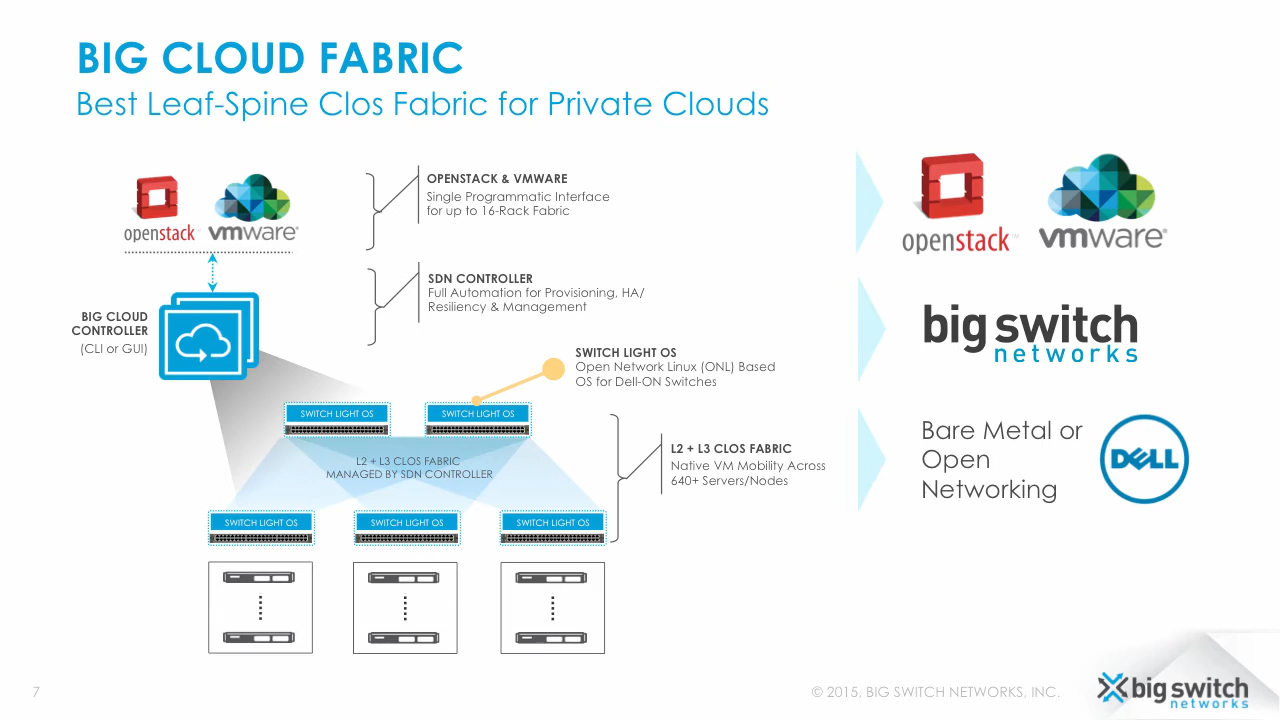 BIG CLOUD FABRIC
Best Leaf-Spine Clos Fabric for Private Clouds
openstack™
vmware®
OPENSTACK & VMWARE
Single Programmatic Interface
for up to 16-Rack Fabric
openstack™
vmware®
SDN CONTROLLER
Full Automation for Provisioning, HA/
Resiliency & Management
BIG CLOUD
CONTROLLER
(CLI or GUI)
big switch
networks
SWITCH LIGHT OS
Open Network Linux (ONL) Based
OS for Dell-ON Switches
SWITCH LIGHT OS
SWITCH LIGHT OS
L2 + L3 CLOS FABRIC
MANAGED BY SDN CONTROLLER
L2 + L3 CLOS FABRIC
Native VM Mobility Across
640+ Servers/Nodes
Bare Metal or
Open
Networking
DELL
SWITCH LIGHT OS
SWITCH LIGHT OS
SWITCH LIGHT OS
7
© 2015, BIG SWITCH NETWORKS, INC.
big switch
networks